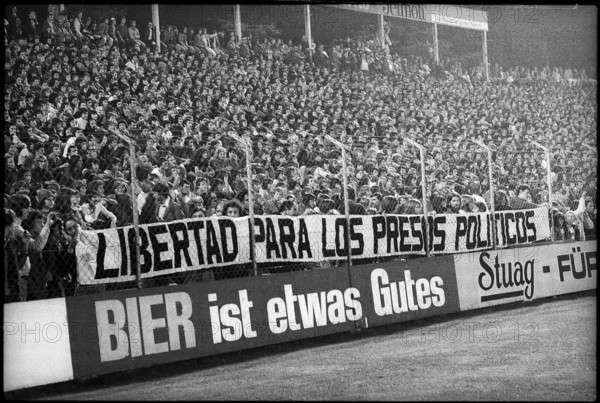 LIBERTAD PARA LOS PRESOS POLITICOS
BIER ist etwas Gutes
Stuag
FÜR